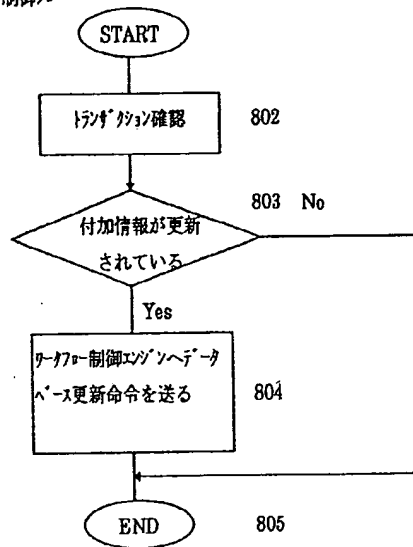 START
トランザクション確認 802
803 No
付加情報が更新
されている
Yes
ワークフロー制御エンジンへデータ
ベース更新命令を送る 804
END 805